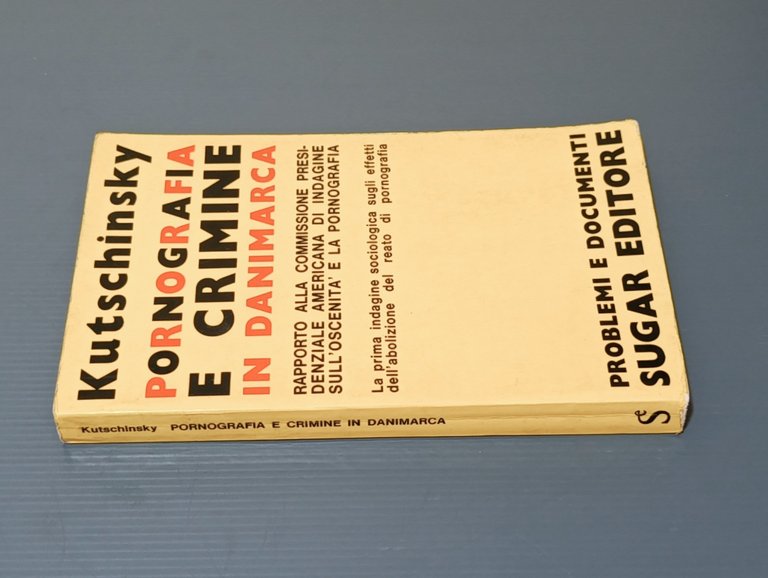 Kutschinsky
PORNOGRAFIA
E CRIMINE
IN DANIMARCA
RAPPORTO ALLA COMMISSIONE PRESI-
DENZIALE AMERICANA DI INDAGINE
SULL'OSCENITA' E LA PORNOGRAFIA
La prima indagine sociologica sugli effetti
dell'abolizione del reato di pornografia
PROBLEMI E DOCUMENTI
SUGAR EDITORE
Kutschinsky PORNOGRAFIA E CRIMINE IN DANIMARCA
Se